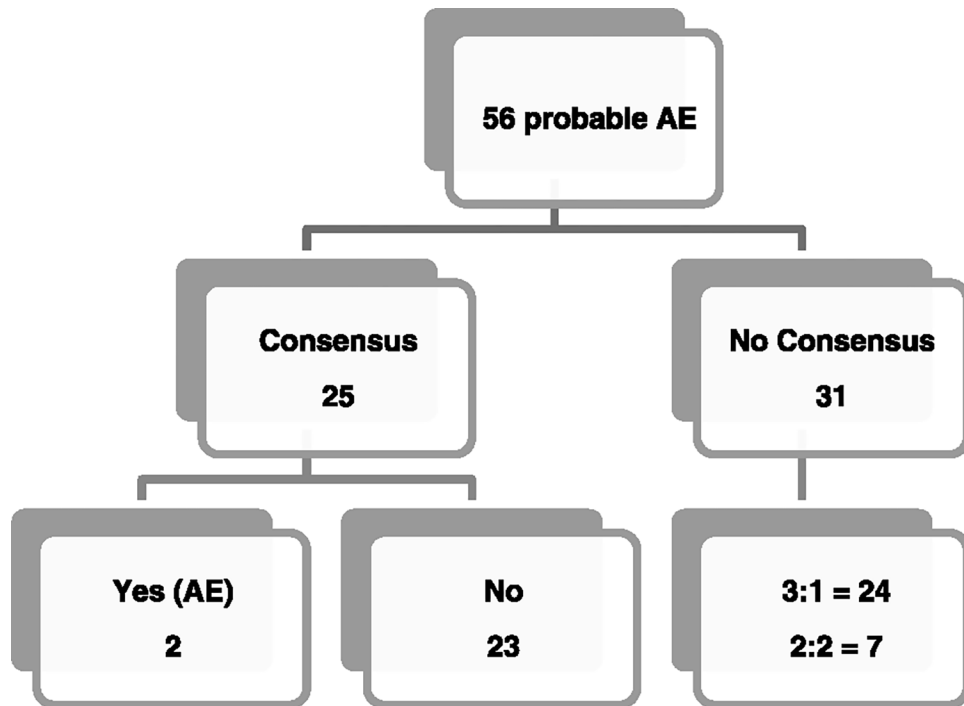 56 probable AE
Consensus
25
No Consensus
31
Yes (AE)
2
No
23
3:1 = 24
2:2 = 7